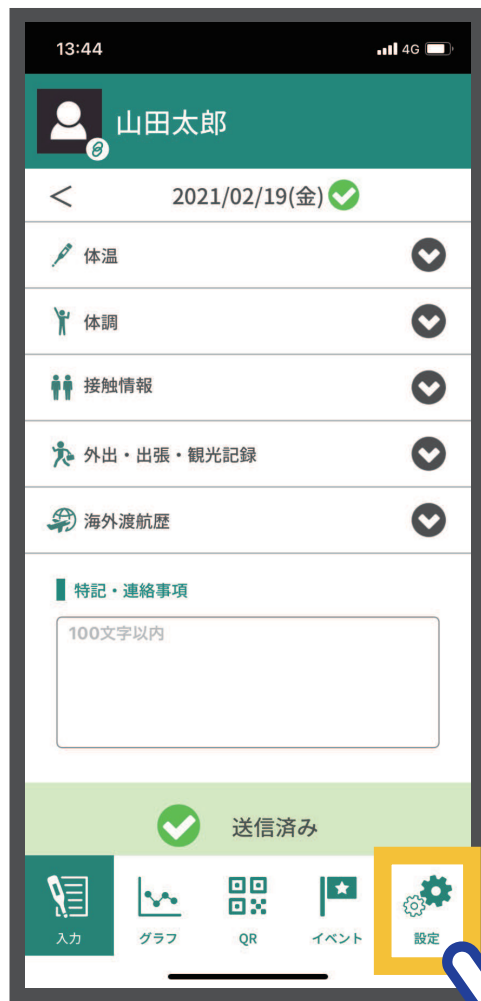 13:44
4G
山田太郎
< 2021/02/19(金)
体温
体調
接触情報
外出・出張・観光記録
海外渡航歴
特記・連絡事項
100文字以内
送信済み
入力 グラフ QR イベント 設定